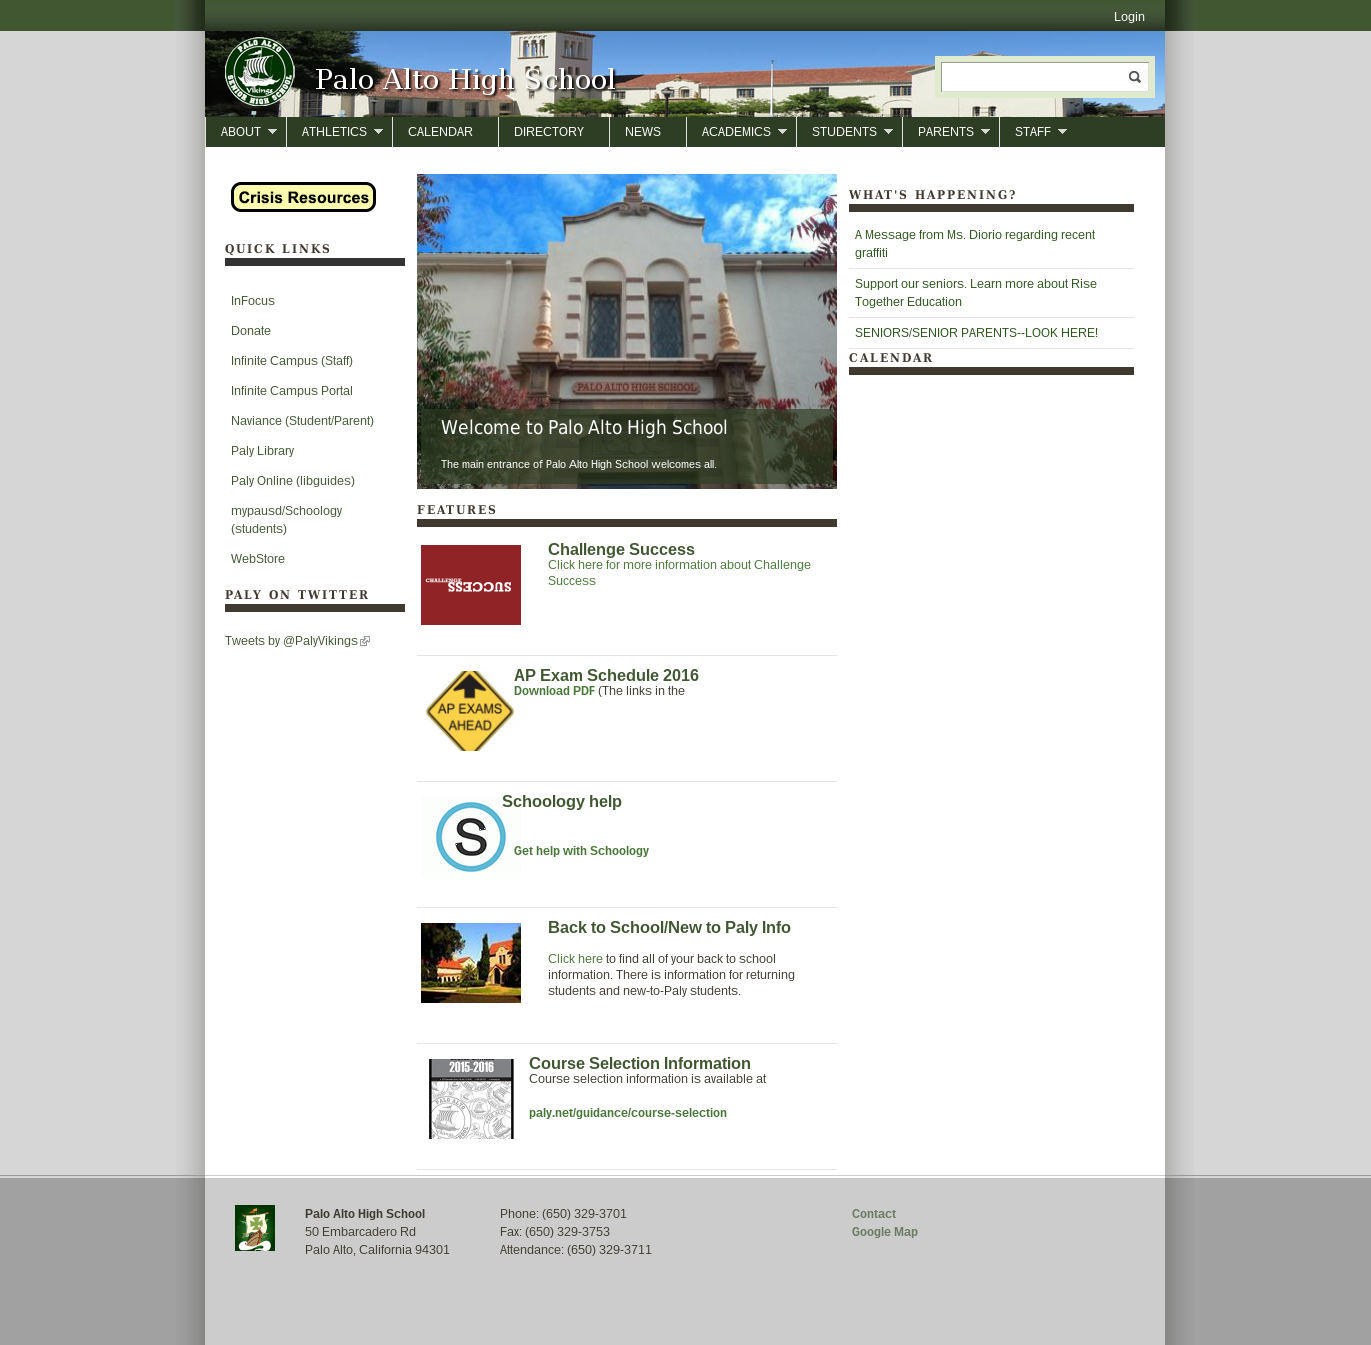 Login
PALO ALTO
SENIOR HIGH SCHOOL
Vikings
Palo Alto High School
ABOUT
ATHLETICS
CALENDAR
DIRECTORY
NEWS
ACADEMICS
STUDENTS
PARENTS
STAFF
Crisis Resources
QUICK LINKS
InFocus
Donate
Infinite Campus (Staff)
Infinite Campus Portal
Naviance (Student/Parent)
Paly Library
Paly Online (libguides)
mypausd/Schoology
(students)
WebStore
PALY ON TWITTER
Tweets by @PalyVikings
PALO ALTO HIGH SCHOOL
Welcome to Palo Alto High School
The main entrance of Palo Alto High School welcomes all.
FEATURES
CHALLENGE
SUCCESS
Challenge Success
Click here for more information about Challenge
Success
AP EXAMS
AHEAD
AP Exam Schedule 2016
Download PDF (The links in the
S
Schoology help
Get help with Schoology
Back to School/New to Paly Info
Click here to find all of your back to school
information. There is information for returning
students and new-to-Paly students.
2015-2016
Course Selection Information
Course selection information is available at
paly.net/guidance/course-selection
WHAT'S HAPPENING?
A Message from Ms. Diorio regarding recent
graffiti
Support our seniors. Learn more about Rise
Together Education
SENIORS/SENIOR PARENTS--LOOK HERE!
CALENDAR
Palo Alto High School
50 Embarcadero Rd
Palo Alto, California 94301
Phone: (650) 329-3701
Fax: (650) 329-3753
Attendance: (650) 329-3711
Contact
Google Map